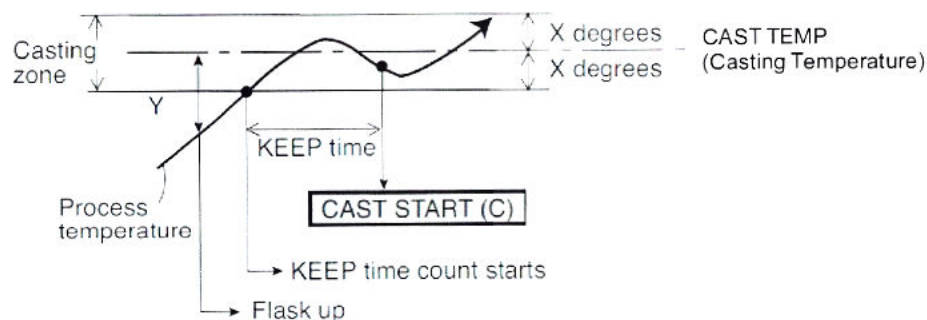 X degrees
CAST TEMP
(Casting Temperature)
X degrees
Casting
zone
Y
KEEP time
CAST START (C)
Process
temperature
KEEP time count starts
Flask up